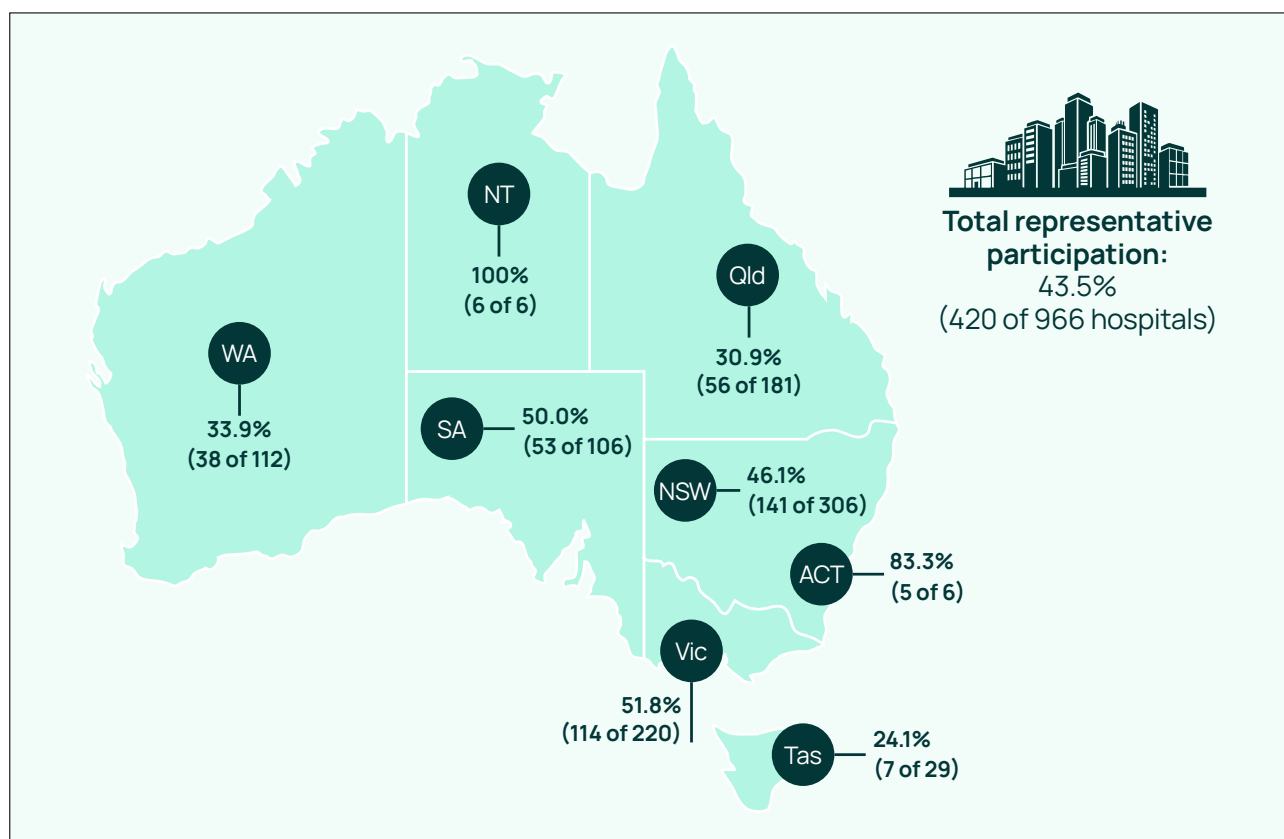 NT
100%
(6 of 6)
Qld
30.9%
(56 of 181)
Total representative
participation:
43.5%
(420 of 966 hospitals)
WA
33.9%
(38 of 112)
SA
50.0%
(53 of 106)
NSW
46.1%
(141 of 306)
ACT
83.3%
(5 of 6)
Vic
51.8%
(114 of 220)
Tas
24.1%
(7 of 29)